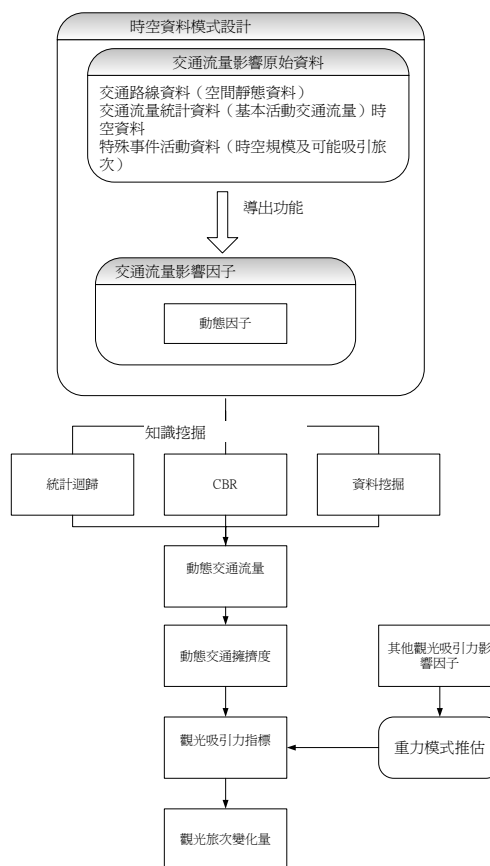 時空資料模式設計
交通流量影響原始資料
交通路線資料（空間靜態資料）
交通流量統計資料（基本活動交通流量）時
空資料
特殊事件活動資料（時空規模及可能吸引旅
次）
導出功能
交通流量影響因子
動態因子
知識挖掘
統計迴歸
CBR
資料挖掘
動態交通流量
動態交通擁擠度
其他觀光吸引力影
響因子
觀光吸引力指標
重力模式推估
觀光旅次變化量